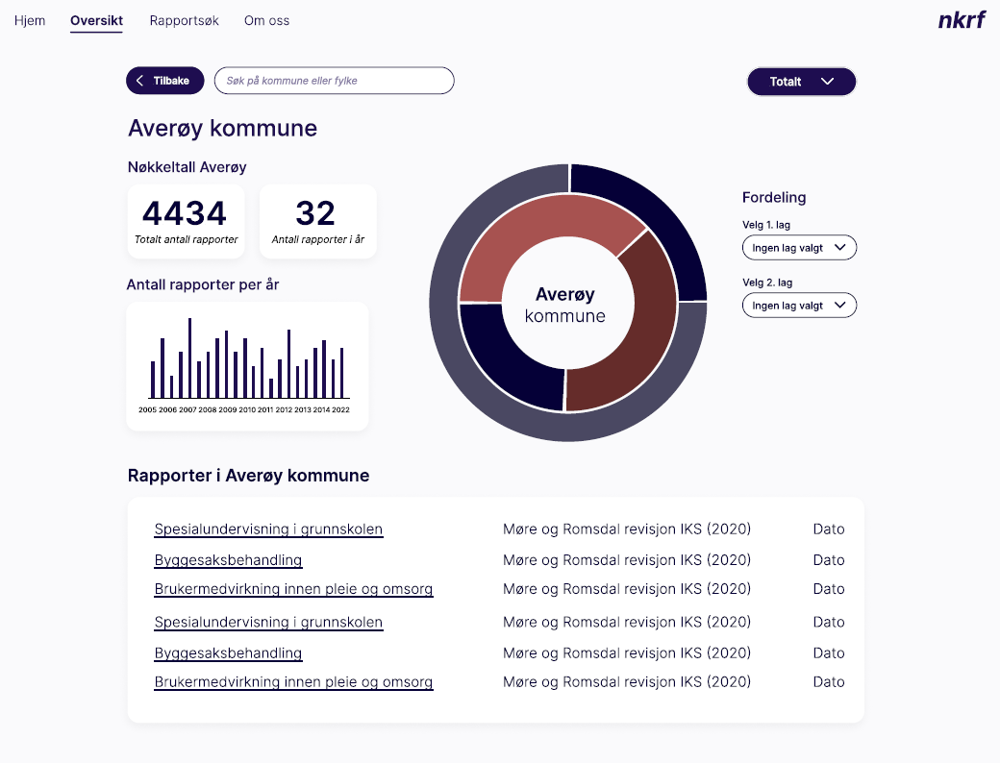 Hjem Oversikt Rapportsøk Om oss nkrf
Tilbake Søk på kommune eller fylke Totalt
Averøy kommune
Nøkkeltall Averøy
4434
Totalt antall rapporter
32
Antall rapporter i år
Antall rapporter per år
2005 2006 2007 2008 2009 2010 2011 2012 2013 2014 2022
Averøy
kommune
Fordeling
Velg 1. lag
Ingen lag valgt
Velg 2. lag
Ingen lag valgt
Rapporter i Averøy kommune
Spesialundervisning i grunnskolen Møre og Romsdal revisjon IKS (2020) Dato
Byggesaksbehandling Møre og Romsdal revisjon IKS (2020) Dato
Brukermedvirkning innen pleie og omsorg Møre og Romsdal revisjon IKS (2020) Dato
Spesialundervisning i grunnskolen Møre og Romsdal revisjon IKS (2020) Dato
Byggesaksbehandling Møre og Romsdal revisjon IKS (2020) Dato
Brukermedvirkning innen pleie og omsorg Møre og Romsdal revisjon IKS (2020) Dato